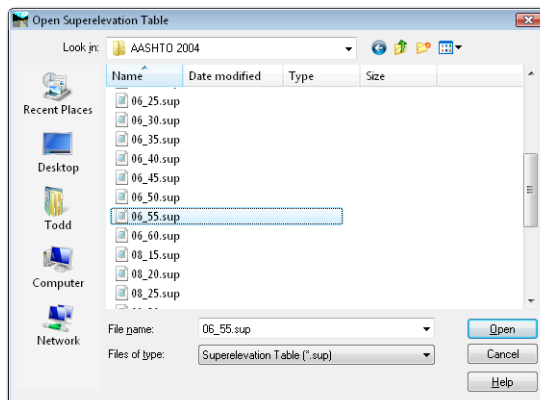 Open Superelevation Table
Look in: AASHTO 2004
Name Date modified Type Size
06_25.sup
06_30.sup
06_35.sup
06_40.sup
06_45.sup
06_50.sup
06_55.sup
06_60.sup
08_15.sup
08_20.sup
08_25.sup
Recent Places
Desktop
Todd
Computer
Network
File name: 06_55.sup
Files of type: Superelevation Table (*.sup)
Open
Cancel
Help